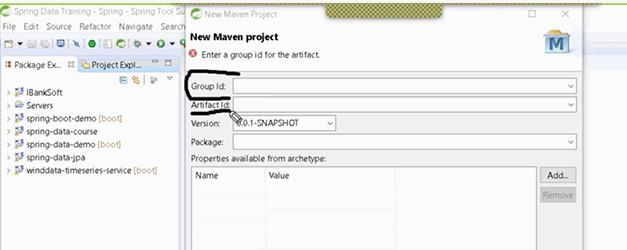 Spring Data Training - Spring - Spring Tool Su
File Edit Source Refactor Navigate Search
Package Ex...
Project Expl...
IBankSoft
Servers
spring-boot-demo [boot]
spring-data-course
spring-data-demo [boot]
spring-data-jpa
winddata-timeseries-service [boot]
New Maven Project
New Maven project
Enter a group id for the artifact.
M
Group Id:
Artifact Id:
Version:
0.0.1-SNAPSHOT
Package:
Properties available from archetype:
Name Value
Add...
Remove